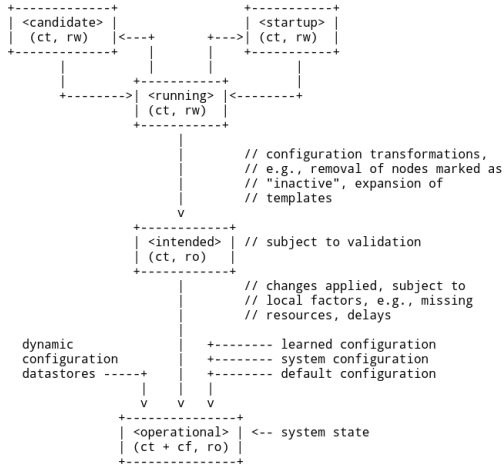 +-------------+                 +-----------+
| <candidate> |                 | <startup> |
|  (ct, rw)   |<---+       +--->| (ct, rw)  |
+-------------+    |       |    +-----------+
       |           |       |           |
       |         +-----------+         |
       +-------->| <running> |<--------+
                 | (ct, rw)  |
                 +-----------+
                       |
                       |        // configuration transformations,
                       |        // e.g., removal of nodes marked as
                       |        // "inactive", expansion of
                       |        // templates
                       v
                 +------------+
                 | <intended> | // subject to validation
                 | (ct, ro)   |
                 +------------+
                       |        // changes applied, subject to
                       |        // local factors, e.g., missing
                       |        // resources, delays
                       |
  dynamic              |   +-------- learned configuration
  configuration        |   +-------- system configuration
  datastores -----+    |   +-------- default configuration
                  |    |   |
                  v    v   v
               +---------------+
               | <operational> | <-- system state
               | (ct + cf, ro) |
               +---------------+